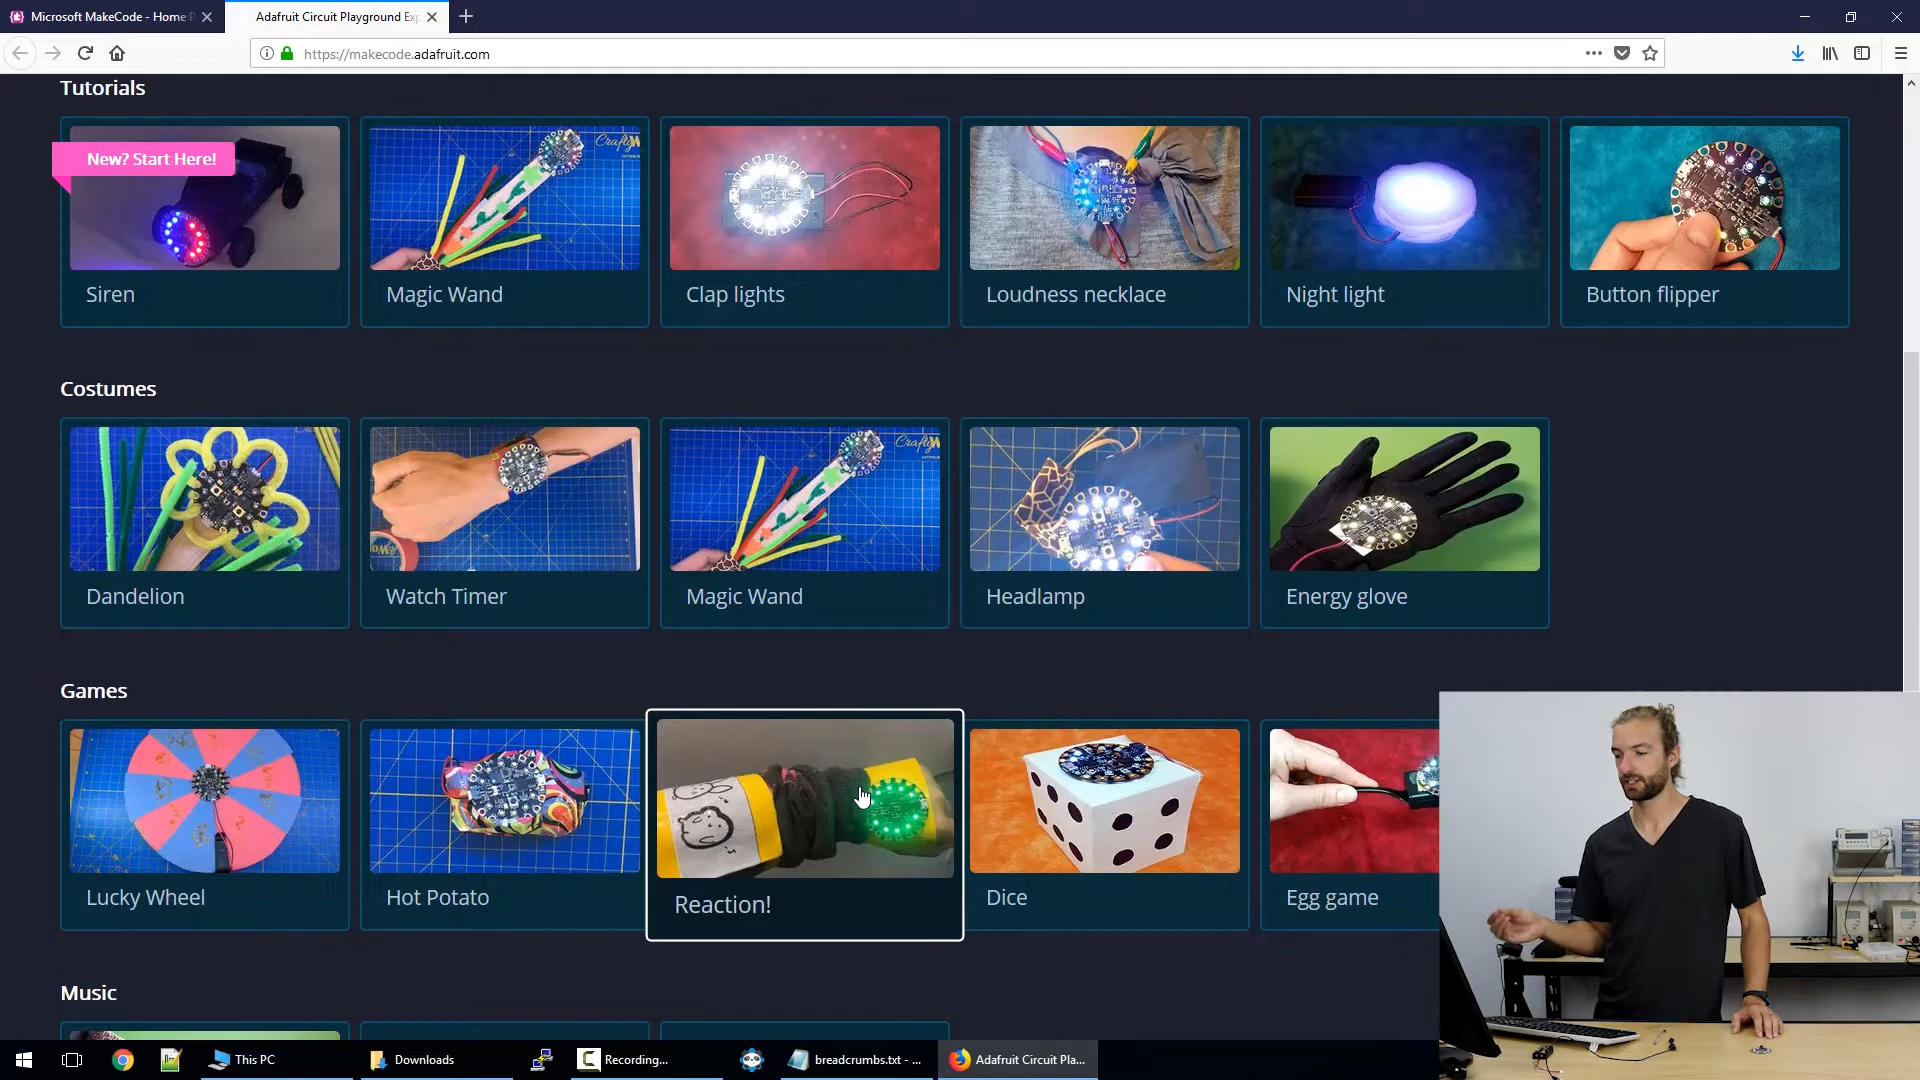 Microsoft MakeCode - Home P
Adafruit Circuit Playground Exp
https://makecode.adafruit.com
Tutorials
New? Start Here!
Siren
Magic Wand
Clap lights
Loudness necklace
Night light
Button flipper
Costumes
Dandelion
Watch Timer
Magic Wand
Headlamp
Energy glove
Games
Lucky Wheel
Hot Potato
Reaction!
Dice
Egg game
Music
This PC
Downloads
Recording...
breadcrumbs.txt - ...
Adafruit Circuit Pla...